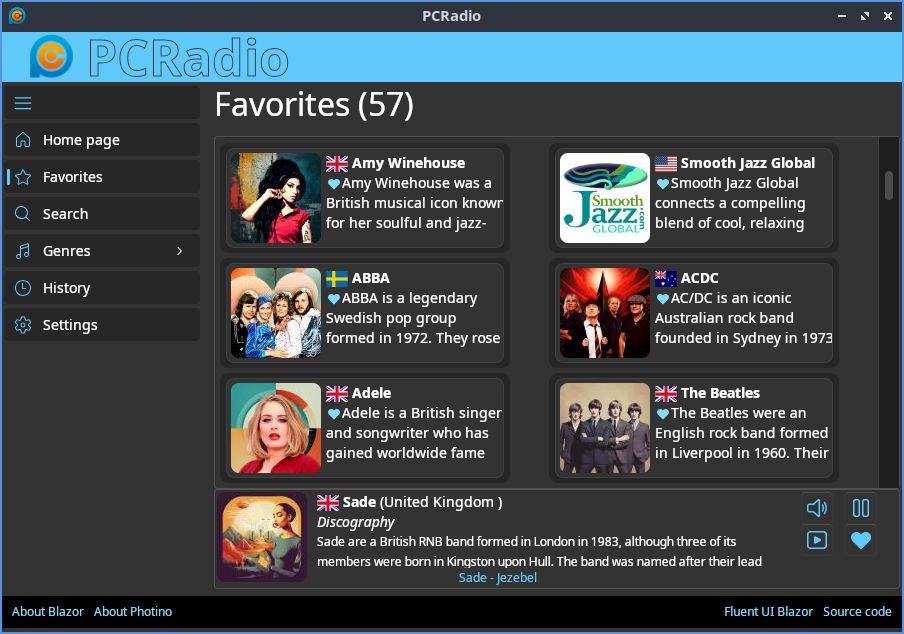 PCRadio
PCRadio
Home page
Favorites
Search
Genres
History
Settings
Favorites (57)
Amy Winehouse
Amy Winehouse was a
British musical icon known
for her soulful and jazz-
Smooth
Jazz.com
GLOBAL
Smooth Jazz Global
Smooth Jazz Global
connects a compelling
blend of cool, relaxing
ABBA
ABBA is a legendary
Swedish pop group
formed in 1972. They rose
ACDC
AC/DC is an iconic
Australian rock band
founded in Sydney in 1973
Adele
Adele is a British singer
and songwriter who has
gained worldwide fame
The Beatles
The Beatles were an
English rock band formed
in Liverpool in 1960. Their
Sade (United Kingdom )
Discography
Sade are a British RNB band formed in London in 1983, although three of its
members were born in Kingston upon Hull. The band was named after their lead
Sade - Jezebel
About Blazor About Photino
Fluent UI Blazor Source code